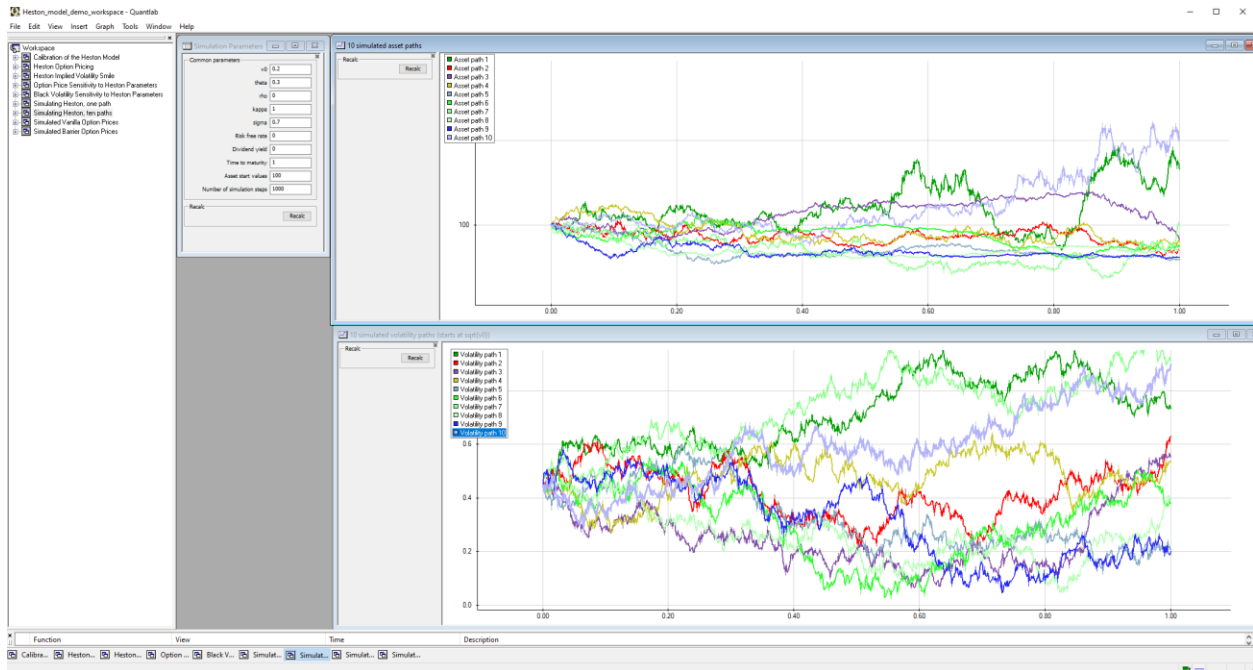 Heston_model_demo_workspace - Quantlab
File Edit View Insert Graph Tools Window Help
Workspace
Calibration of the Heston Model
Heston Option Pricing
Heston Implied Volatility Smile
Option Price Sensitivity to Heston Parameters
Black Volatility Sensitivity to Heston Parameters
Simulating Heston, one path
Simulating Heston, ten paths
Simulated Vanilla Option Prices
Simulated Barrier Option Prices
Simulation Parameters
Common parameters
v0 0.2
theta 0.3
rho 0
kappa 1
sigma 0.7
Risk free rate 0
Dividend yield 0
Time to maturity 1
Asset start values 100
Number of simulation steps 1000
Recalc
Recalc
10 simulated asset paths
Recalc
Recalc
Asset path 1
Asset path 2
Asset path 3
Asset path 4
Asset path 5
Asset path 6
Asset path 7
Asset path 8
Asset path 9
Asset path 10
100
0.00 0.20 0.40 0.60 0.80 1.00
10 simulated volatility paths (starts at sqrt(v0))
Recalc
Recalc
Volatility path 1
Volatility path 2
Volatility path 3
Volatility path 4
Volatility path 5
Volatility path 6
Volatility path 7
Volatility path 8
Volatility path 9
Volatility path 10
0.6
0.4
0.2
0.0
0.00 0.20 0.40 0.60 0.80 1.00
Function View Time Description
Calibra... Heston... Heston... Option ... Black V... Simulat... Simulat... Simulat... Simulat...